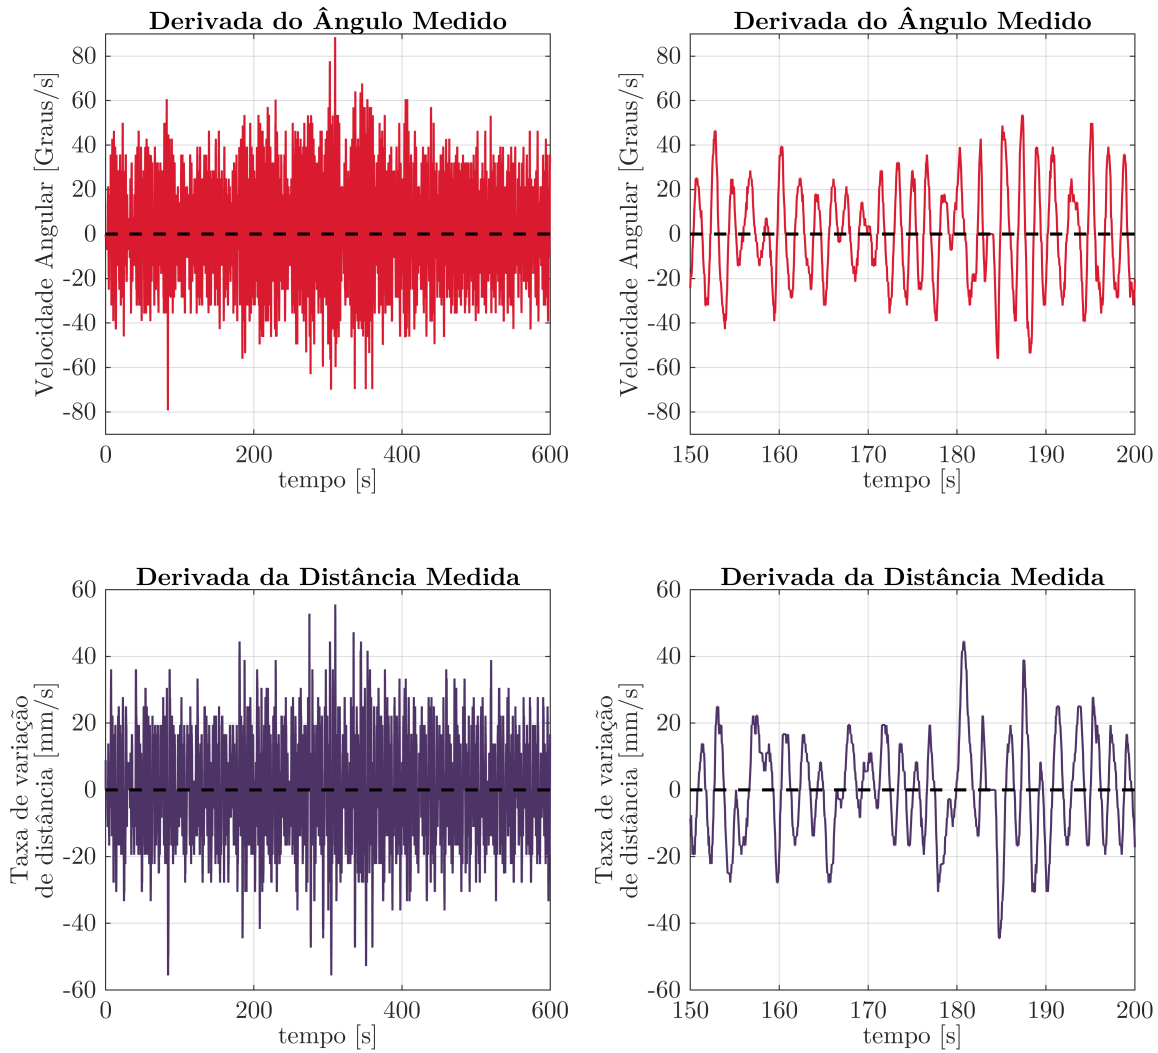 Derivada do Ângulo Medido
Velocidade Angular [Graus/s]
80
60
40
20
0
-20
-40
-60
-80
0 200 400 600
tempo [s]
Derivada do Ângulo Medido
Velocidade Angular [Graus/s]
80
60
40
20
0
-20
-40
-60
-80
150 160 170 180 190 200
tempo [s]
Derivada da Distância Medida
Taxa de variação
de distância [mm/s]
60
40
20
0
-20
-40
-60
0 200 400 600
tempo [s]
Derivada da Distância Medida
Taxa de variação
de distância [mm/s]
60
40
20
0
-20
-40
-60
150 160 170 180 190 200
tempo [s]